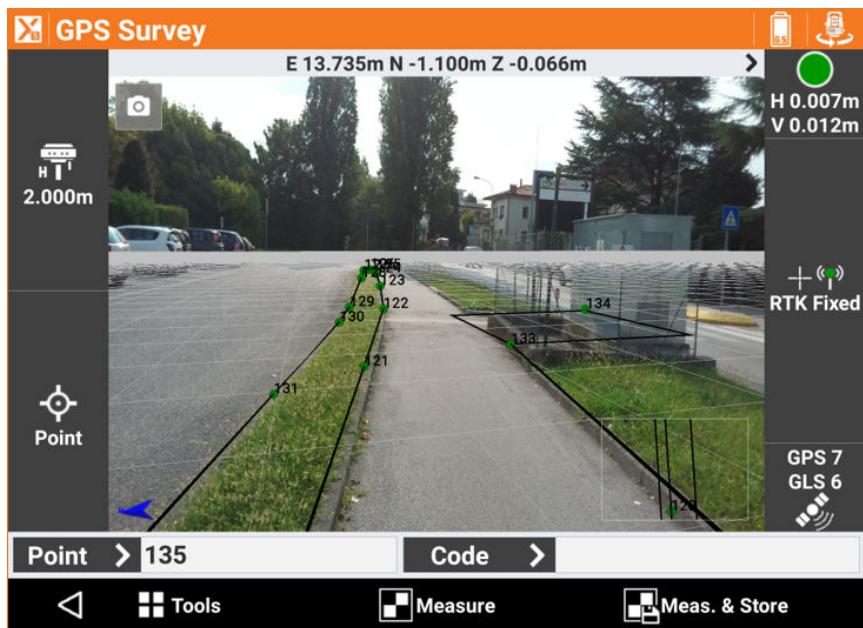 GPS Survey
E 13.735m N -1.100m Z -0.066m
H 0.007m
V 0.012m
H
2.000m
RTK Fixed
123
129
122
134
130
133
121
131
Point
GPS 7
GLS 6
Point
135
Code
Tools
Measure
Meas. & Store